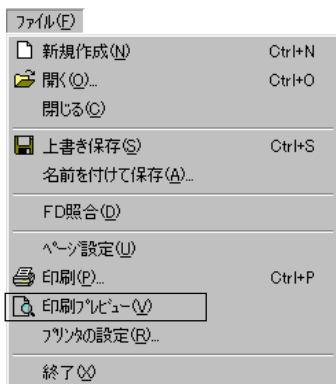 ﾌｧｲﾙ(F)
新規作成(N) Ctrl+N
開く(O)... Ctrl+O
閉じる(C)
上書き保存(S) Ctrl+S
名前を付けて保存(A)...
FD照合(D)
ﾍﾟｰｼﾞ設定(U)
印刷(P)... Ctrl+P
印刷ﾌﾟﾚﾋﾞｭｰ(V)
ﾌﾟﾘﾝﾀの設定(R)...
終了(X)